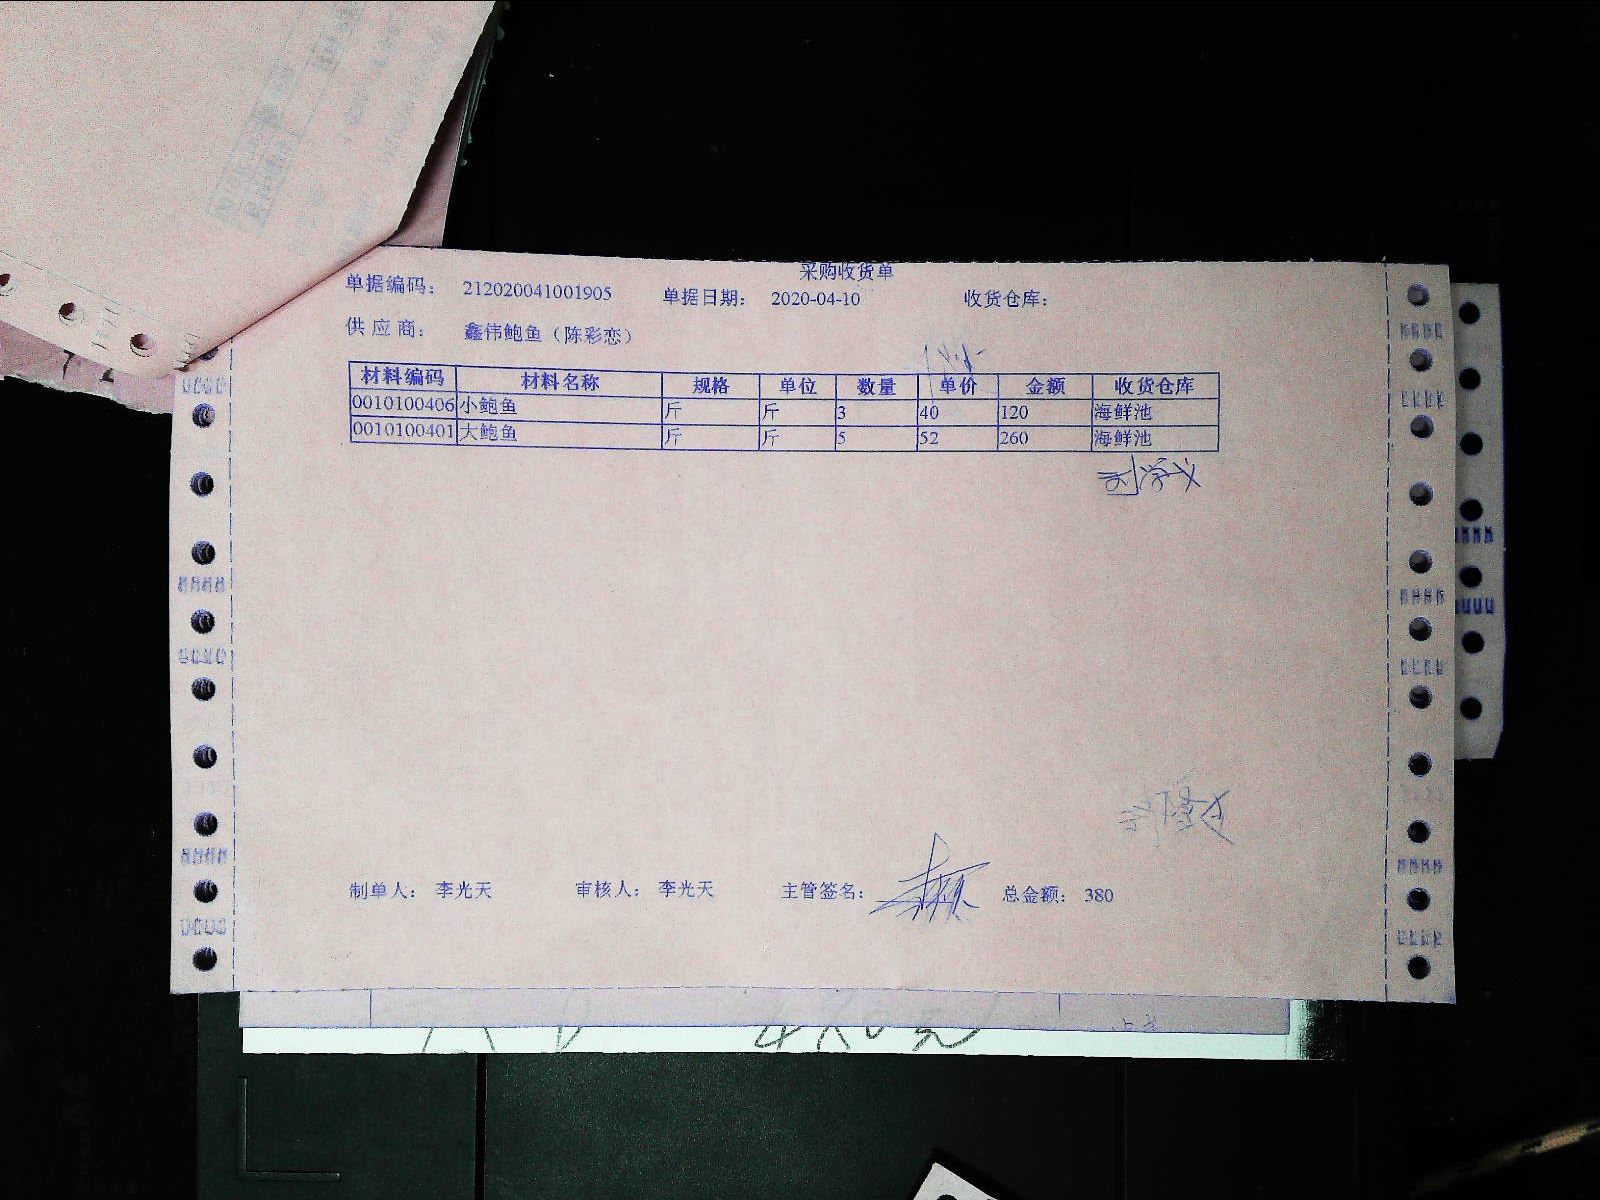 采购收货单
单据编码： 212020041001905 单据日期： 2020-04-10 收货仓库：
供应商： 鑫伟鲍鱼（陈彩恋）
材料编码 材料名称 规格 单位 数量 单价 金额 收货仓库
0010100406 小鲍鱼 斤 斤 3 40 120 海鲜池
0010100401 大鲍鱼 斤 斤 5 52 260 海鲜池
制单人： 李光天 审核人： 李光天 主管签名： 总金额： 380